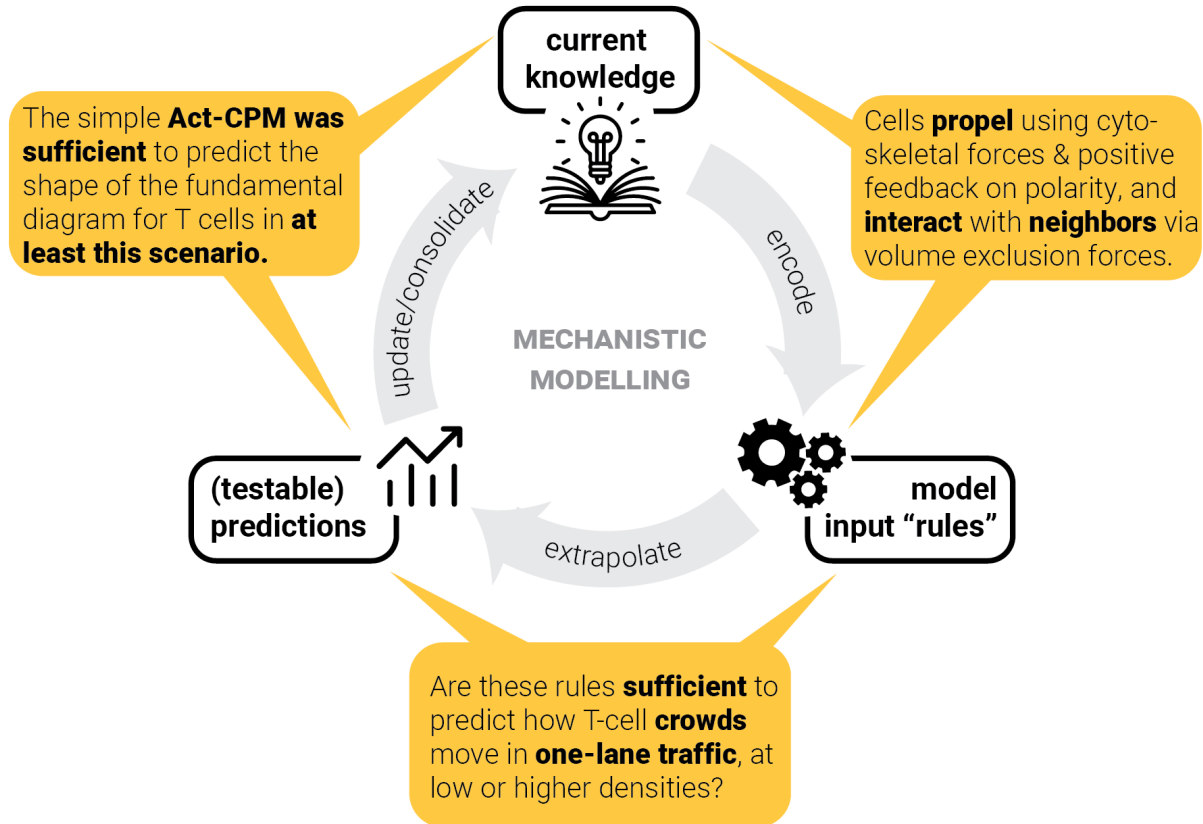 current
knowledge
The simple Act-CPM was
sufficient to predict the
shape of the fundamental
diagram for T cells in at
least this scenario.
Cells propel using cyto-
skeletal forces & positive
feedback on polarity, and
interact with neighbors via
volume exclusion forces.
update/consolidate
encode
MECHANISTIC
MODELLING
(testable)
predictions
model
input “rules”
extrapolate
Are these rules sufficient to
predict how T-cell crowds
move in one-lane traffic, at
low or higher densities?